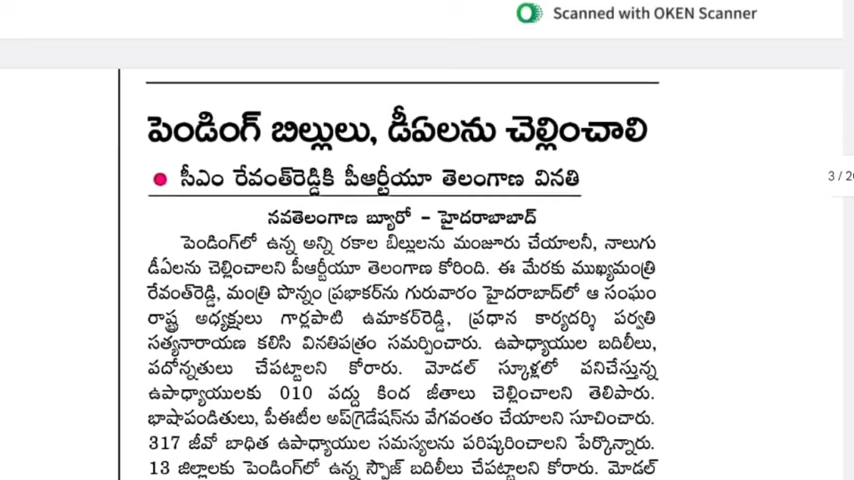 Scanned with OKEN Scanner
పెండింగ్ బిల్లులు, డీఏలను చెల్లించాలి
సీఎం రేవంత్‌రెడ్డికి పీఆర్టీయూ తెలంగాణ వినతి
నవతెలంగాణ బ్యూరో - హైదరాబాబాద్
3 / 20
పెండింగ్‌లో ఉన్న అన్ని రకాల బిల్లులను మంజూరు చేయాలనీ, నాలుగు
డీఏలను చెల్లించాలని పీఆర్టీయూ తెలంగాణ కోరింది. ఈ మేరకు ముఖ్యమంత్రి
రేవంత్‌రెడ్డి, మంత్రి పొన్నం ప్రభాకర్‌ను గురువారం హైదరాబాద్‌లో ఆ సంఘం
రాష్ట్ర అధ్యక్షులు గార్లపాటి ఉమాకర్‌రెడ్డి, ప్రధాన కార్యదర్శి పర్వతి
సత్యనారాయణ కలిసి వినతిపత్రం సమర్పించారు. ఉపాధ్యాయుల బదిలీలు,
పదోన్నతులు చేపట్టాలని కోరారు. మోడల్ స్కూళ్లలో పనిచేస్తున్న
ఉపాధ్యాయులకు 010 పద్దు కింద జీతాలు చెల్లించాలని తెలిపారు.
భాషాపండితులు, పీఈటీల అప్‌గ్రెడేషన్‌ను వేగవంతం చేయాలని సూచించారు.
317 జీవో బాధిత ఉపాధ్యాయుల సమస్యలను పరిష్కరించాలని పేర్కొన్నారు.
13 జిల్లాలకు పెండింగ్‌లో ఉన్న స్పౌజ్ బదిలీలు చేపట్టాలని కోరారు. మోడల్